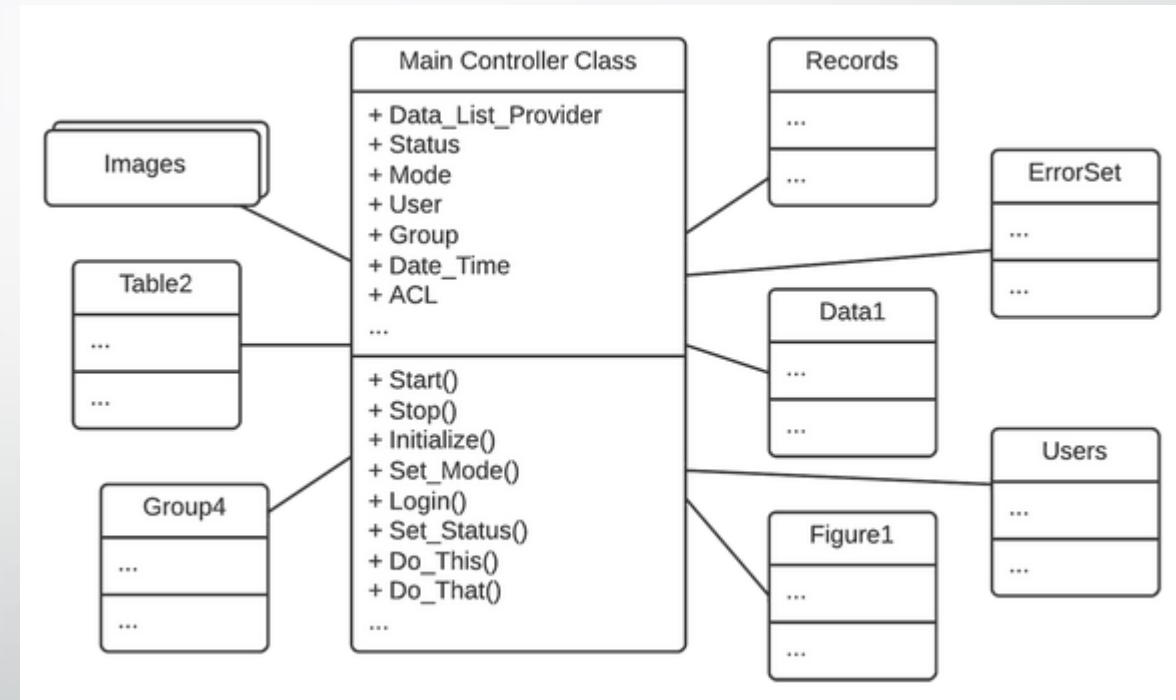 Main Controller Class
+ Data_List_Provider
+ Status
+ Mode
+ User
+ Group
+ Date_Time
+ ACL
...
+ Start()
+ Stop()
+ Initialize()
+ Set_Mode()
+ Login()
+ Set_Status()
+ Do_This()
+ Do_That()
...
Images
Table2
...
...
Group4
...
...
Records
...
...
ErrorSet
...
...
Data1
...
...
Users
...
...
Figure1
...
...